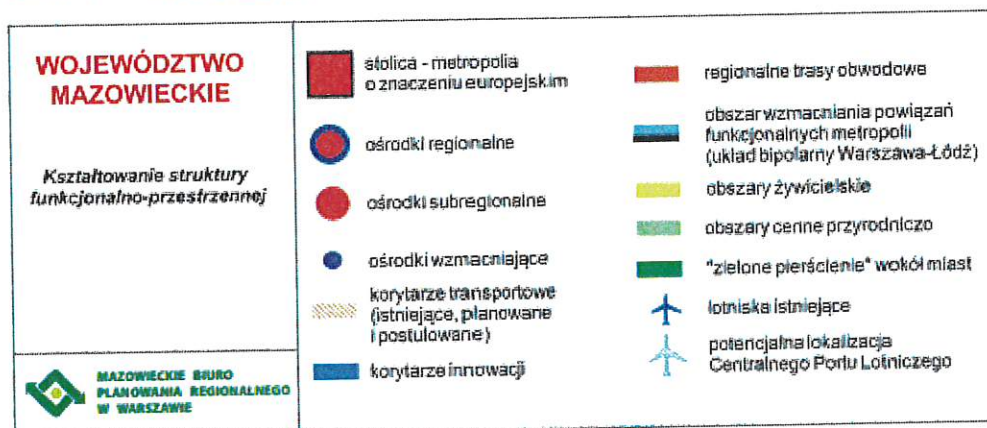 WOJEWÓDZTWO
MAZOWIECKIE
Kształtowanie struktury
funkcjonalno-przestrzennej
MAZOWIECKIE BIURO
PLANOWANIA REGIONALNEGO
W WARSZAWIE
stolica - metropolia
o znaczeniu europejskim
ośrodki regionalne
ośrodki subregionalne
ośrodki wzmacniające
korytarze transportowe
(istniejące, planowane
i postulowane)
korytarze innowacji
regionalne trasy obwodowe
obszar wzmacniania powiązań
funkcjonalnych metropolii
(układ bipolarny Warszawa-Łódź)
obszary żywicielskie
obszary cenne przyrodniczo
"zielone pierścienie" wokół miast
lotniska istniejące
potencjalna lokalizacja
Centralnego Portu Lotniczego